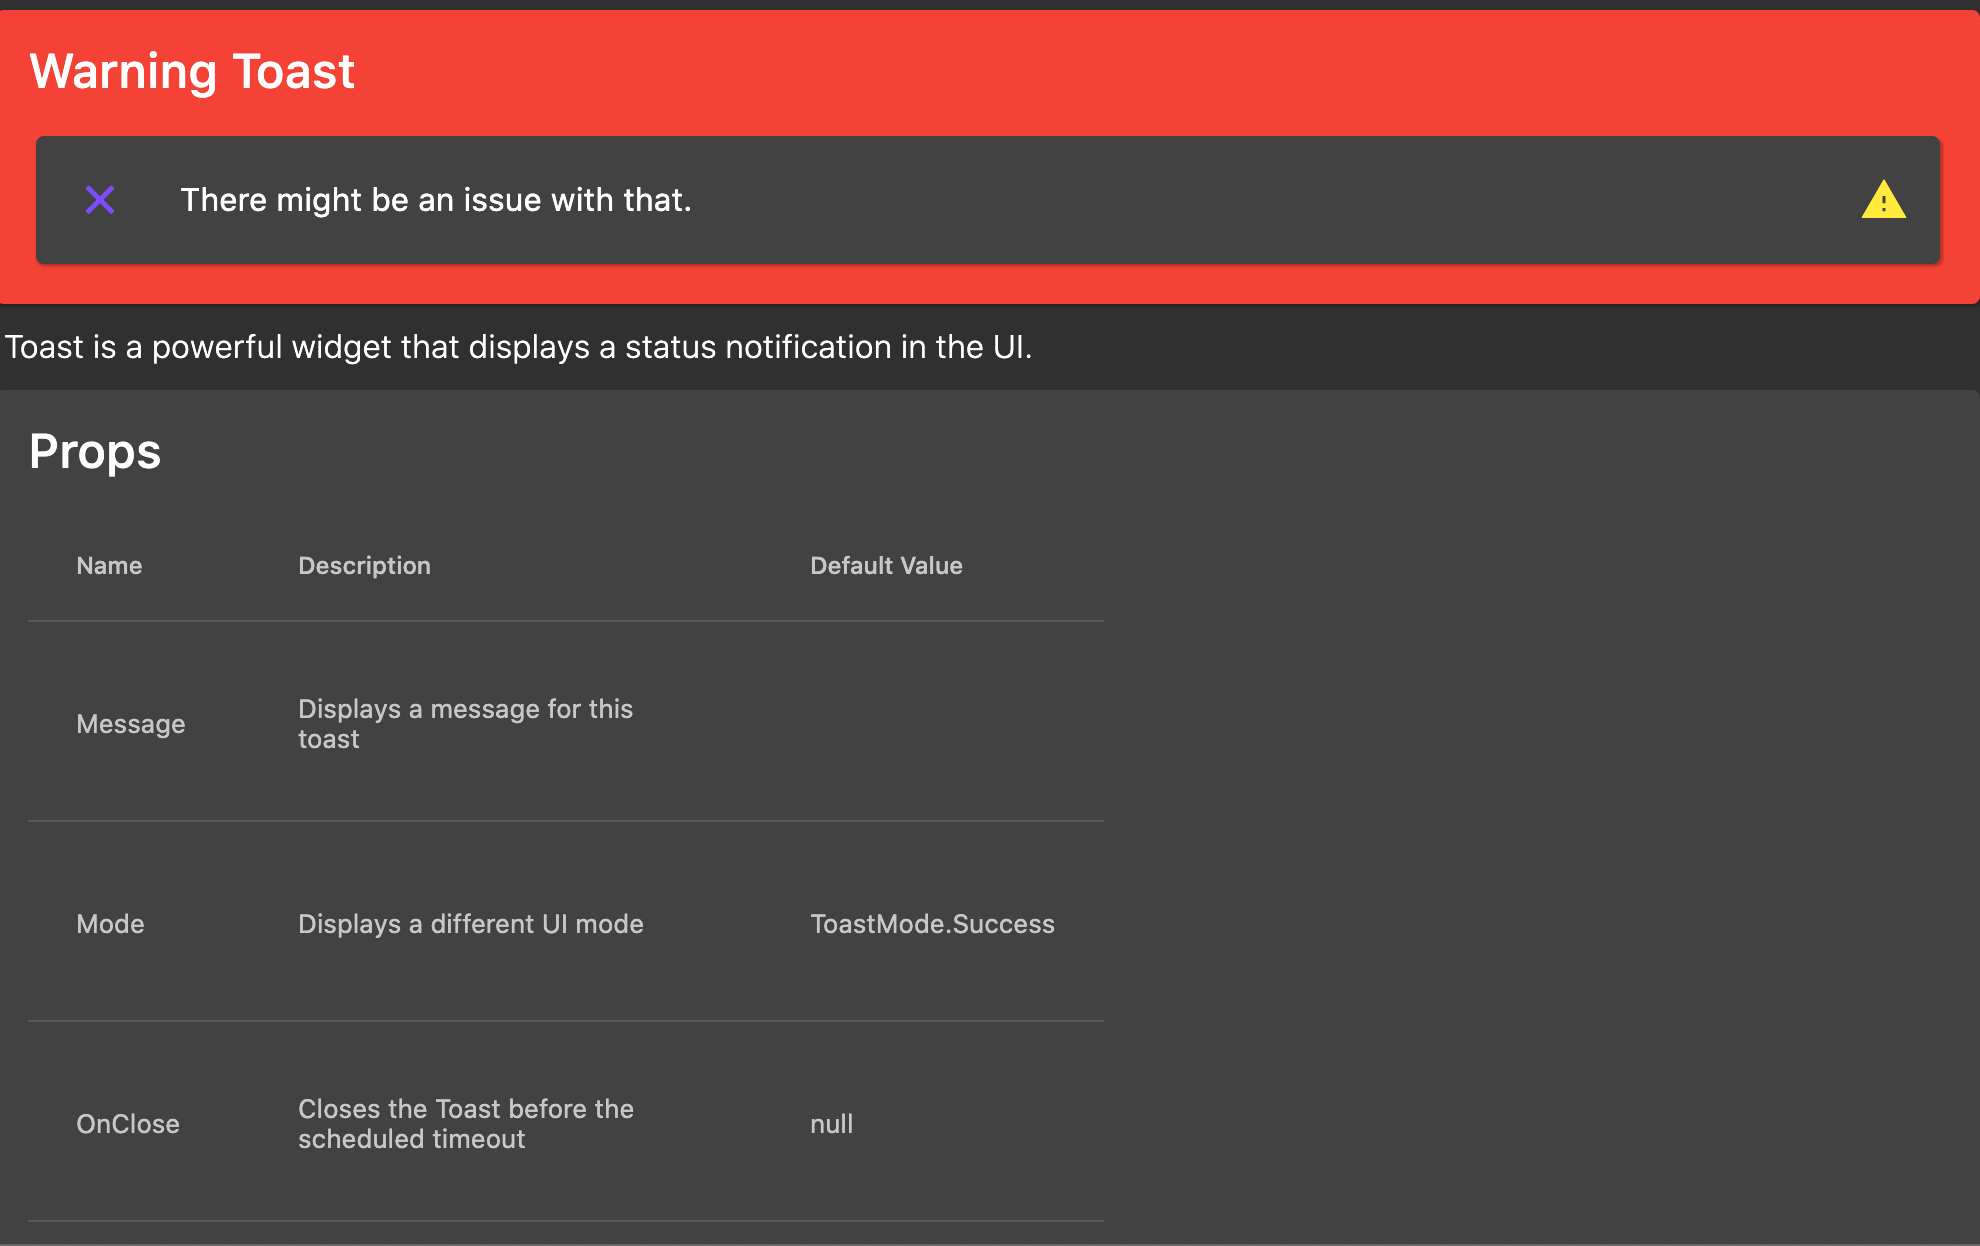 Warning Toast
There might be an issue with that.
Toast is a powerful widget that displays a status notification in the UI.
Props
Name Description Default Value
Message Displays a message for this
toast
Mode Displays a different UI mode ToastMode.Success
OnClose Closes the Toast before the
scheduled timeout null